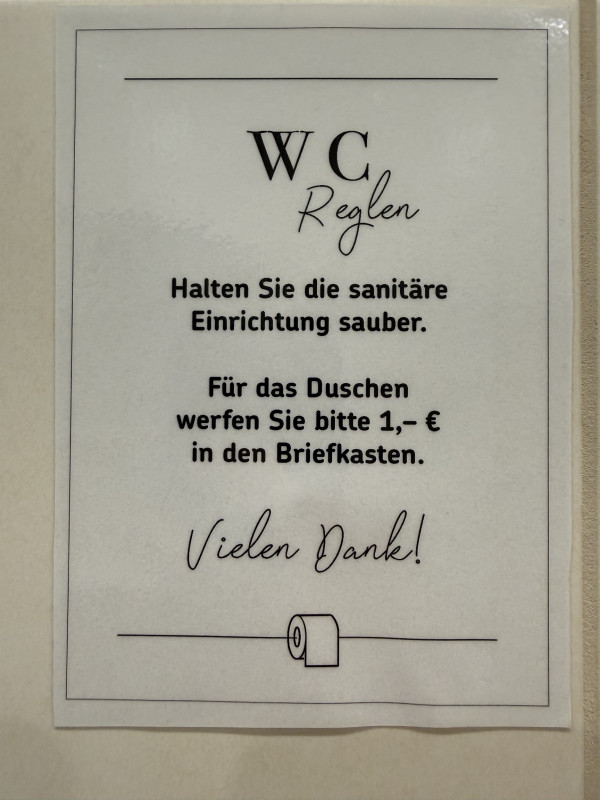 WC
Reglen
Halten Sie die sanitäre
Einrichtung sauber.
Für das Duschen
werfen Sie bitte 1,– €
in den Briefkasten.
Vielen Dank!